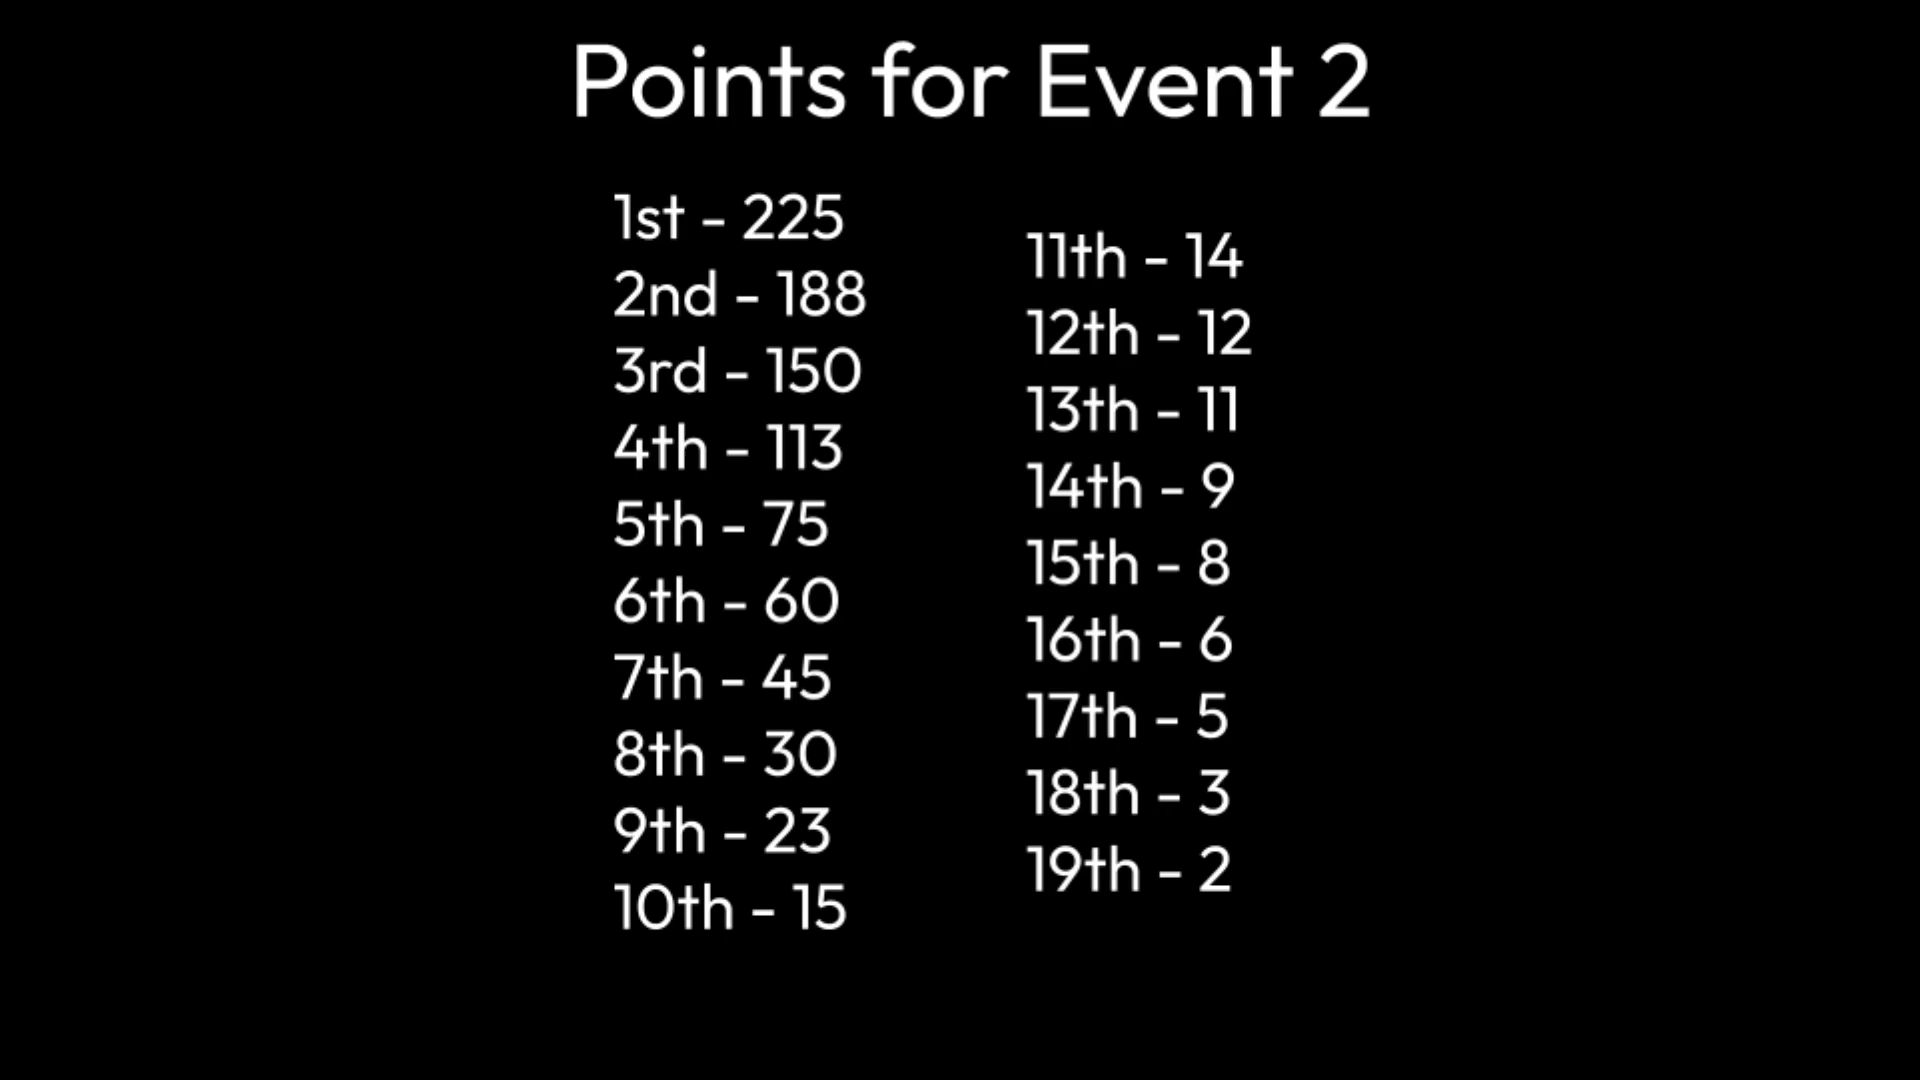 Points for Event 2
1st - 225
2nd - 188
3rd - 150
4th - 113
5th - 75
6th - 60
7th - 45
8th - 30
9th - 23
10th - 15
11th - 14
12th - 12
13th - 11
14th - 9
15th - 8
16th - 6
17th - 5
18th - 3
19th - 2